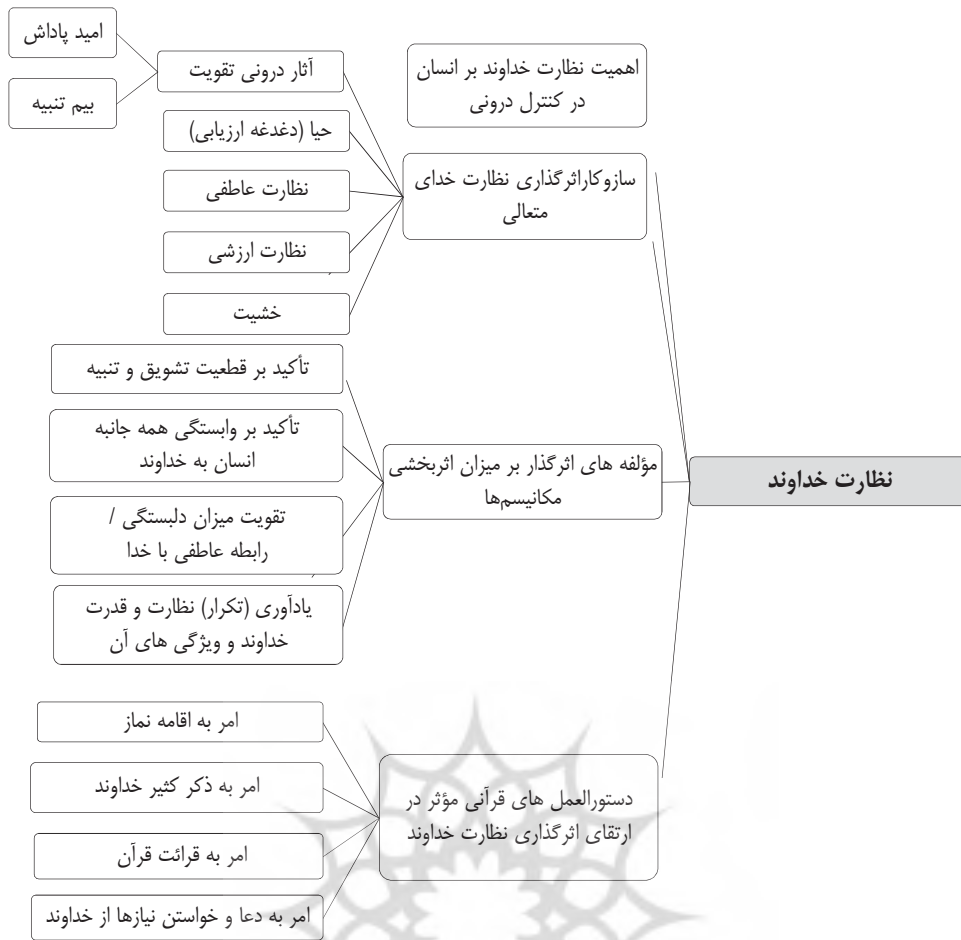 نظارت خداوند
اهمیت نظارت خداوند بر انسان
در کنترل درونی
سازوکاراثرگذاری نظارت خدای
متعالی
آثار درونی تقویت
امید پاداش
بیم تنبیه
حیا (دغدغه ارزیابی)
نظارت عاطفی
نظارت ارزشی
خشیت
مؤلفه های اثرگذار بر میزان اثربخشی
مکانیسم‌ها
تأکید بر قطعیت تشویق و تنبیه
تأکید بر وابستگی همه جانبه
انسان به خداوند
تقویت میزان دلبستگی /
رابطه عاطفی با خدا
یادآوری (تکرار) نظارت و قدرت
خداوند و ویژگی های آن
دستورالعمل های قرآنی مؤثر در
ارتقای اثرگذاری نظارت خداوند
امر به اقامه نماز
امر به ذکر کثیر خداوند
امر به قرائت قرآن
امر به دعا و خواستن نیازها از خداوند